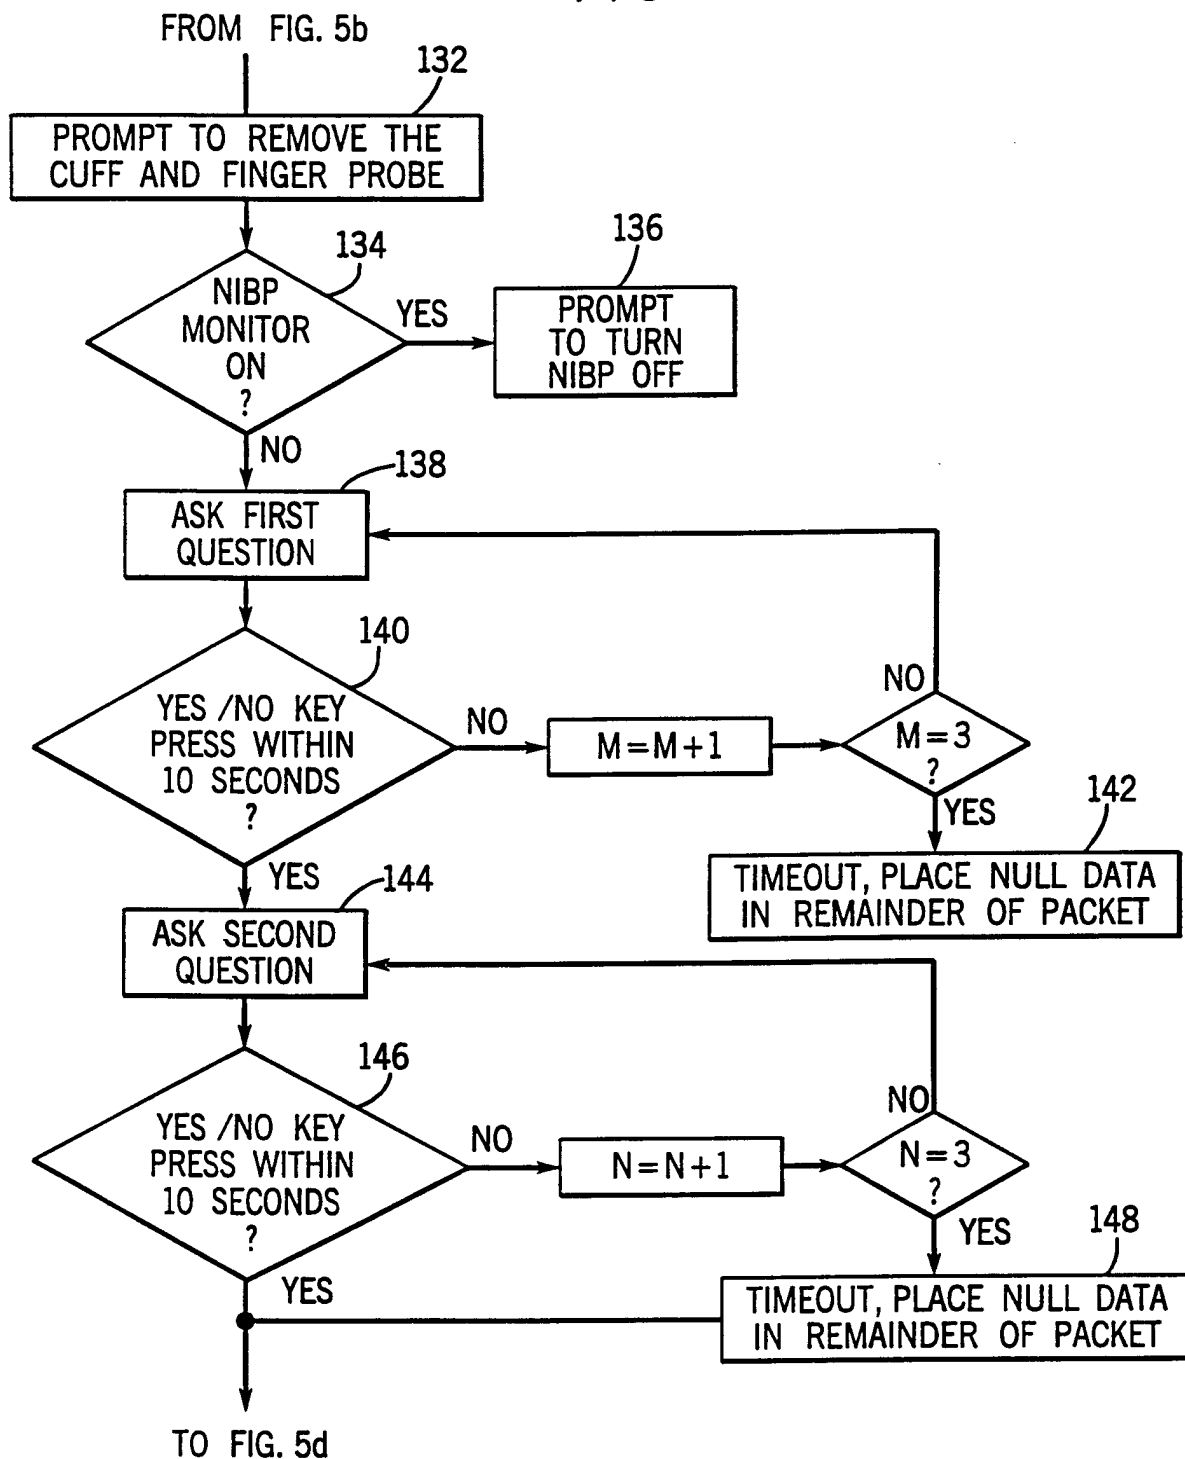 FROM FIG. 5b
132
PROMPT TO REMOVE THE
CUFF AND FINGER PROBE
134
NIBP
MONITOR
ON
?
YES
136
PROMPT
TO TURN
NIBP OFF
NO
138
ASK FIRST
QUESTION
140
YES /NO KEY
PRESS WITHIN
10 SECONDS
?
NO
M=M+1
NO
M=3
?
YES
142
TIMEOUT, PLACE NULL DATA
IN REMAINDER OF PACKET
YES
144
ASK SECOND
QUESTION
146
YES /NO KEY
PRESS WITHIN
10 SECONDS
?
NO
N=N+1
NO
N=3
?
YES
148
TIMEOUT, PLACE NULL DATA
IN REMAINDER OF PACKET
YES
TO FIG. 5d